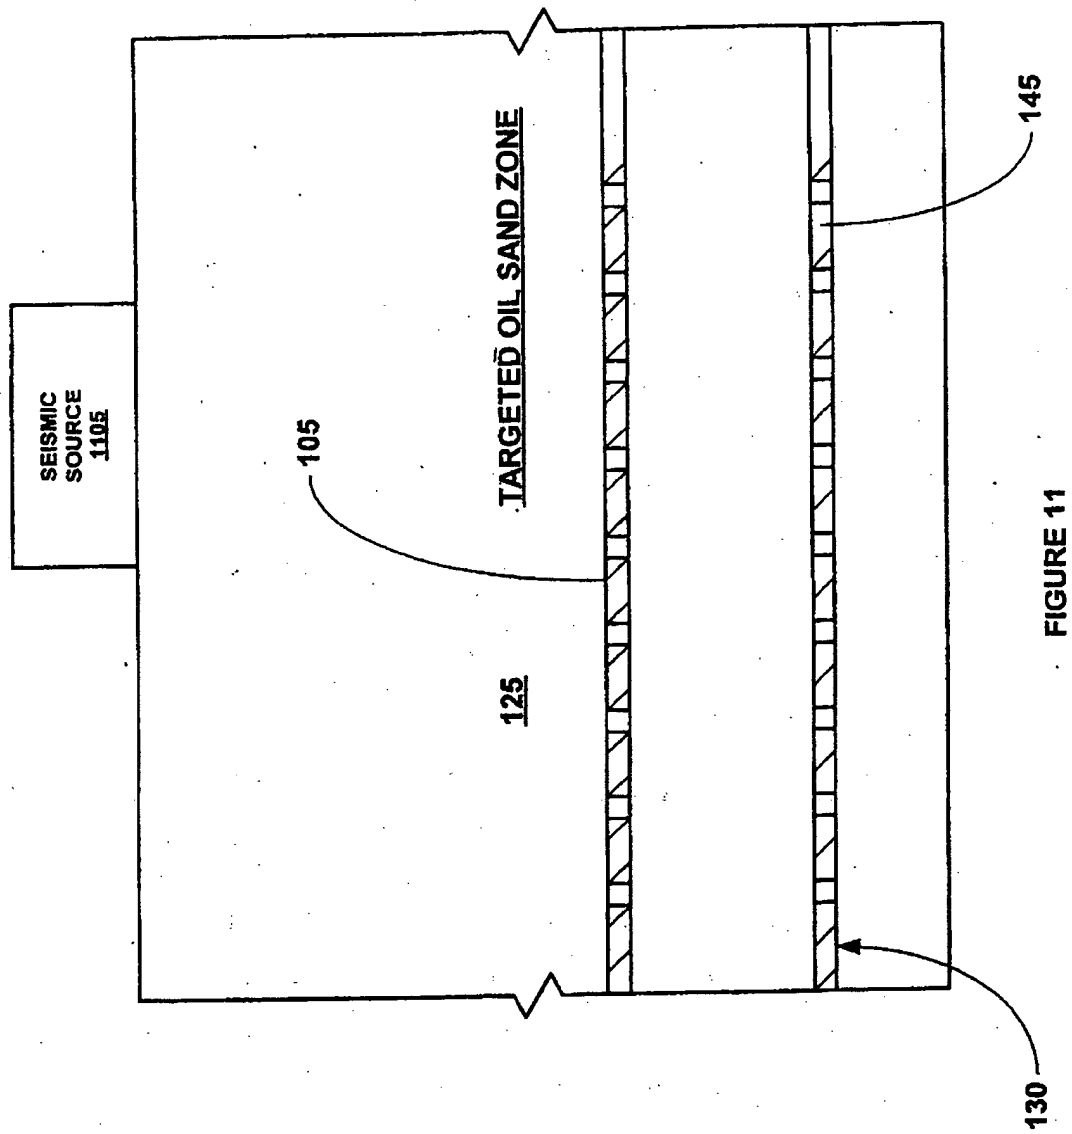 SEISMIC
SOURCE
1105
105
TARGETED OIL SAND ZONE
125
145
130
FIGURE 11